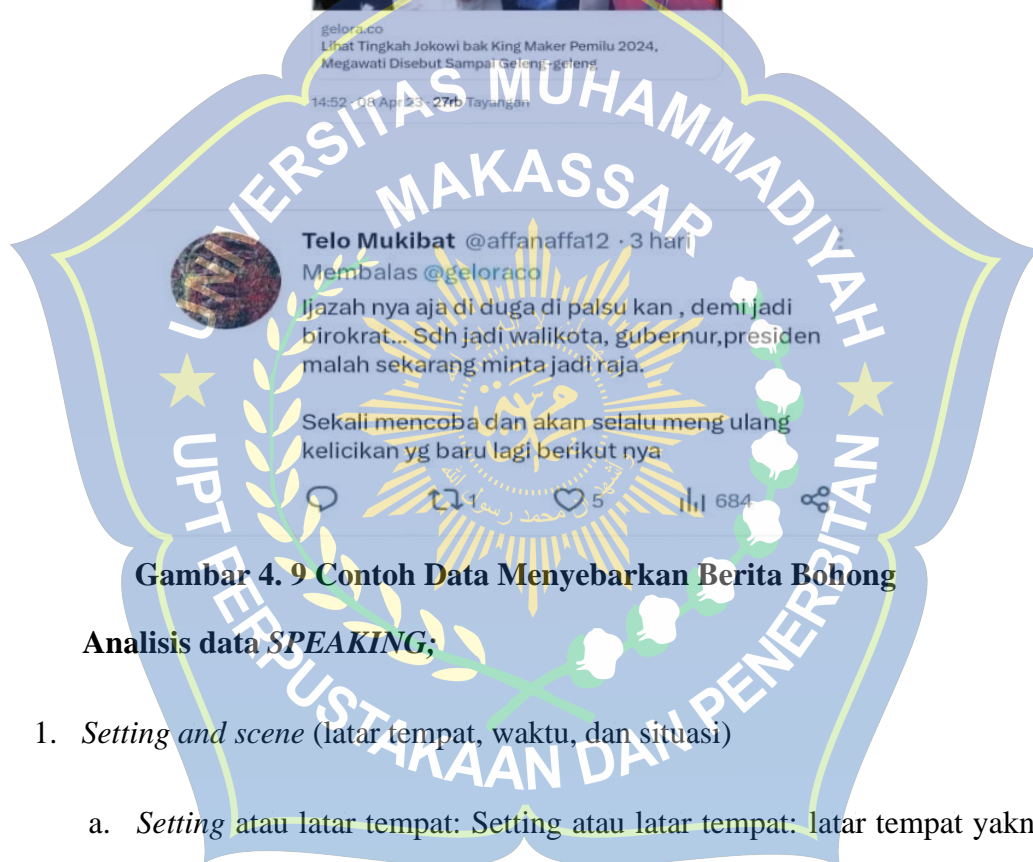 gelora.co
Lihat Tingkah Jokowi bak King Maker Pemilu 2024,
Megawati Disebut Sampai Geleng-geleng
14:52 · 08 Apr 23 · 27rb Tayangan
UNIVERSITAS MUHAMMADIYAH
MAKASSAR
Telo Mukibat @affanaffa12 · 3 hari
Membalas @geloraco
Ijazah nya aja di duga di palsu kan , demi jadi
birokrat... Sdh jadi walikota, gubernur,presiden
malah sekarang minta jadi raja.
Sekali mencoba dan akan selalu meng ulang
kelicikan yg baru lagi berikut nya
1 5 684
Gambar 4. 9 Contoh Data Menyebarkan Berita Bohong
Analisis data SPEAKING;
1. Setting and scene (latar tempat, waktu, dan situasi)
a. Setting atau latar tempat: Setting atau latar tempat: latar tempat yakn
UPT PERPUSTAKAAN DAN PENERBITAN